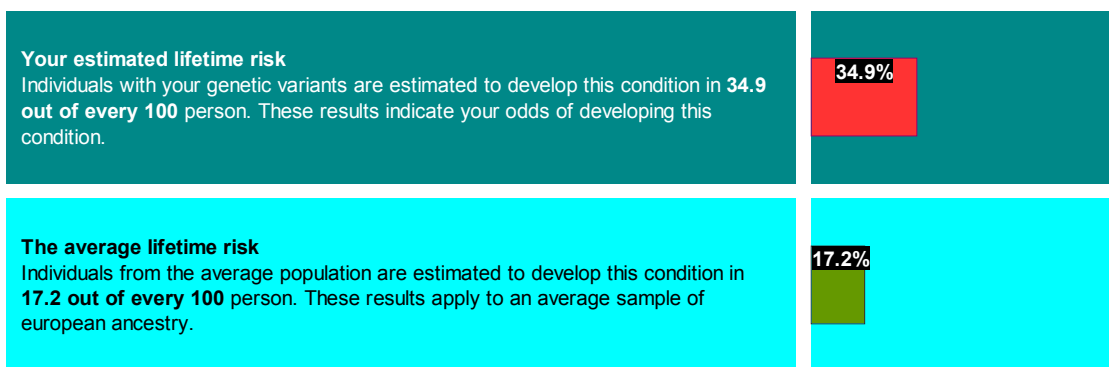 Your estimated lifetime risk
Individuals with your genetic variants are estimated to develop this condition in 34.9
out of every 100 person. These results indicate your odds of developing this
condition.
34.9%
The average lifetime risk
Individuals from the average population are estimated to develop this condition in
17.2 out of every 100 person. These results apply to an average sample of
european ancestry.
17.2%